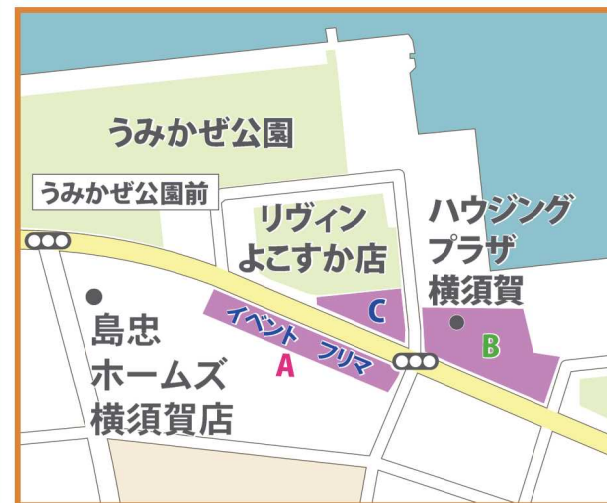 うみかぜ公園
うみかぜ公園前
リヴィン
よこすか店
ハウジング
プラザ
横須賀
島忠
ホームズ
横須賀店
イベント フリマ
A
C
B